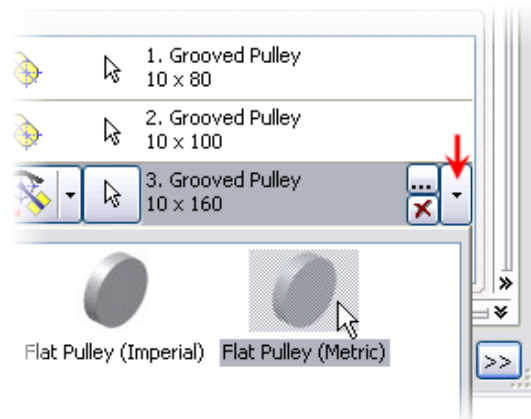 1. Grooved Pulley
10 x 80
2. Grooved Pulley
10 x 100
3. Grooved Pulley
10 x 160
...
Flat Pulley (Imperial) Flat Pulley (Metric)
>>